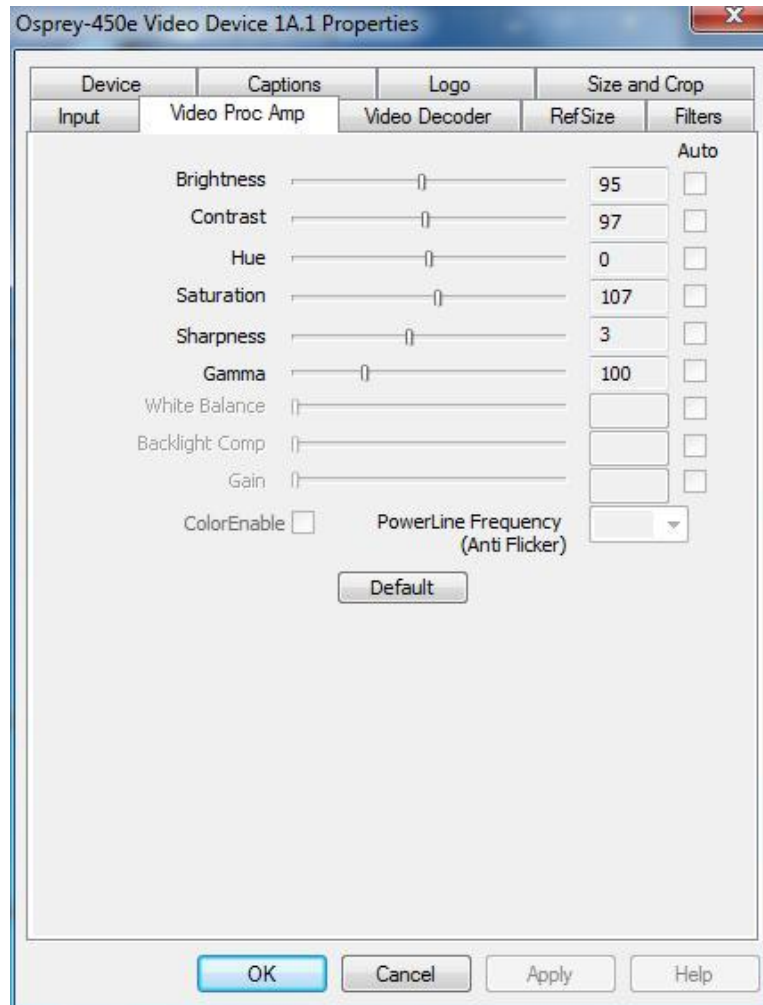 Osprey-450e Video Device 1A.1 Properties
x
Device Captions Logo Size and Crop
Input Video Proc Amp Video Decoder RefSize Filters
Auto
Brightness 95
Contrast 97
Hue 0
Saturation 107
Sharpness 3
Gamma 100
White Balance
Backlight Comp
Gain
ColorEnable PowerLine Frequency
(Anti Flicker)
Default
OK Cancel Apply Help